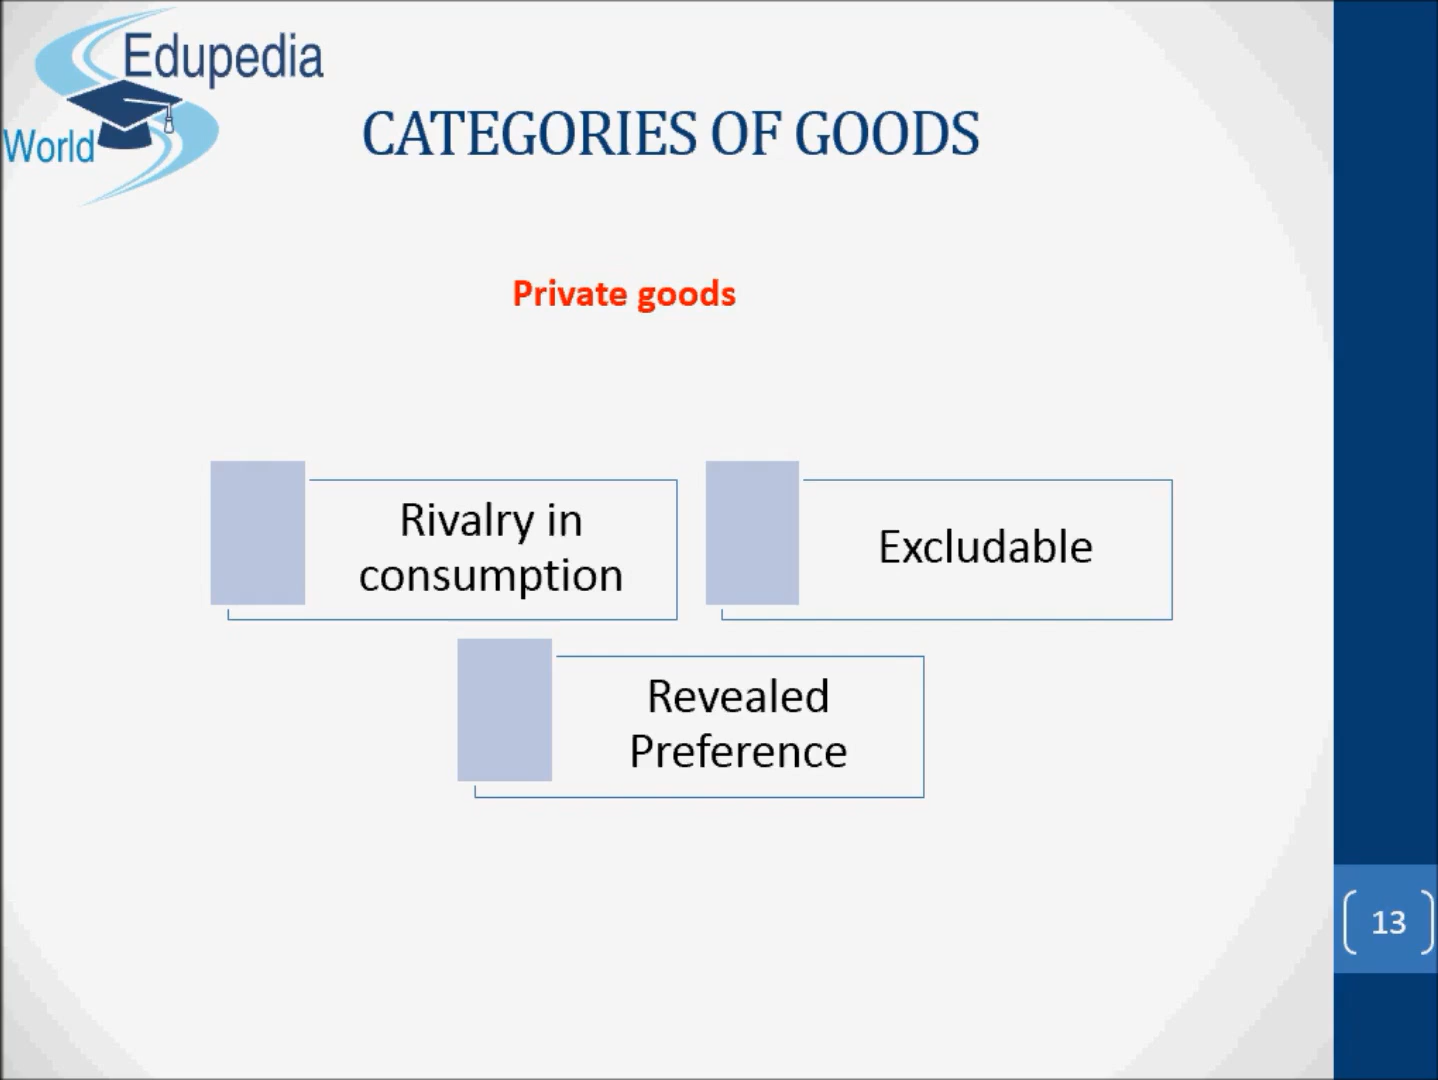 Edupedia
World
CATEGORIES OF GOODS
Private goods
Rivalry in
consumption
Excludable
Revealed
Preference
13